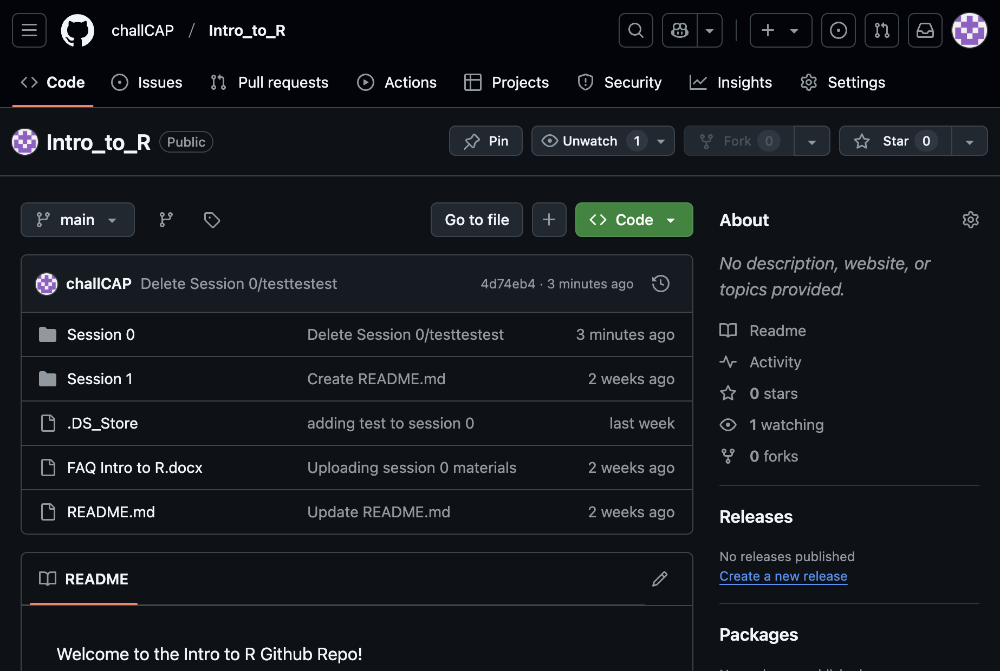 challCAP / Intro_to_R
Code Issues Pull requests Actions Projects Security Insights Settings
Intro_to_R Public Pin Unwatch 1 Fork 0 Star 0
main Go to file Code
challCAP Delete Session 0/testtestest 4d74eb4 · 3 minutes ago
Session 0 Delete Session 0/testtestest 3 minutes ago
Session 1 Create README.md 2 weeks ago
.DS_Store adding test to session 0 last week
FAQ Intro to R.docx Uploading session 0 materials 2 weeks ago
README.md Update README.md 2 weeks ago
README
Welcome to the Intro to R Github Repo!
About
No description, website, or
topics provided.
Readme
Activity
0 stars
1 watching
0 forks
Releases
No releases published
Create a new release
Packages